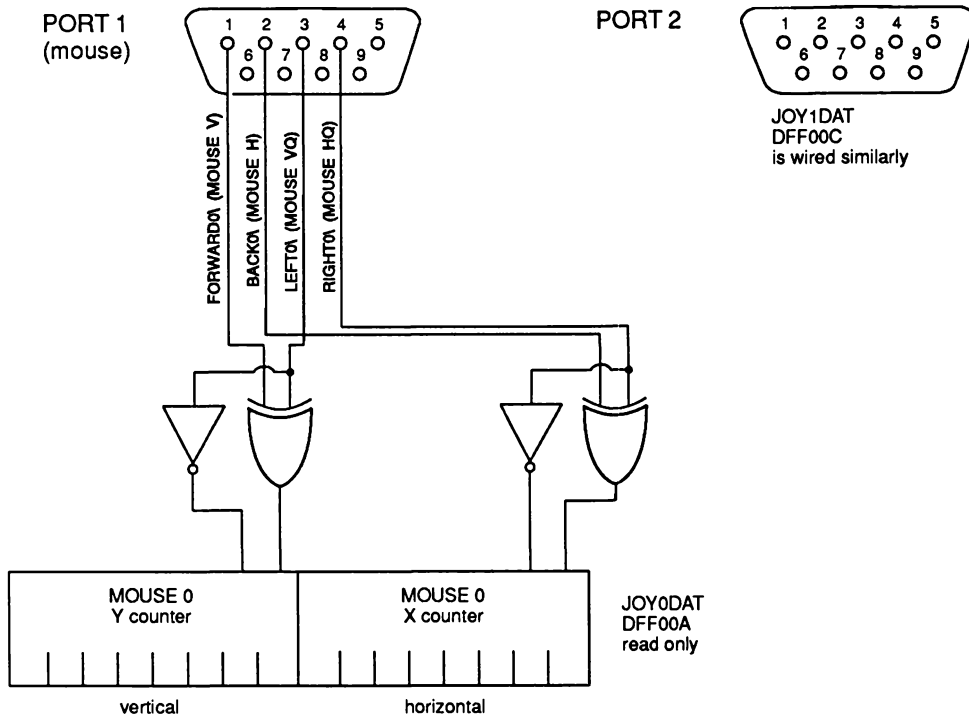 PORT 1
(mouse)
1 2 3 4 5
6 7 8 9
PORT 2
1 2 3 4 5
6 7 8 9
JOY1DAT
DFF00C
is wired similarly
FORWARD0\ (MOUSE V)
BACK0\ (MOUSE H)
LEFT0\ (MOUSE VQ)
RIGHT0\ (MOUSE HQ)
MOUSE 0
Y counter
MOUSE 0
X counter
JOY0DAT
DFF00A
read only
vertical
horizontal